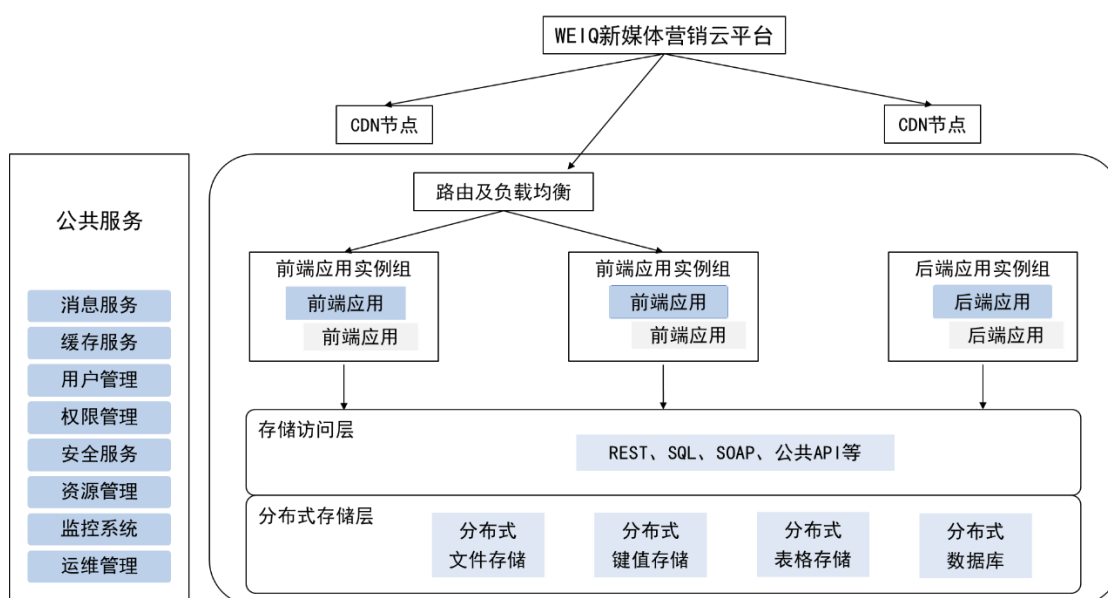 WEIQ新媒体营销云平台
CDN节点
CDN节点
路由及负载均衡
公共服务
消息服务
缓存服务
用户管理
权限管理
安全服务
资源管理
监控系统
运维管理
前端应用实例组
前端应用
前端应用
前端应用实例组
前端应用
前端应用
后端应用实例组
后端应用
后端应用
存储访问层
REST、SQL、SOAP、公共API等
分布式存储层
分布式
文件存储
分布式
键值存储
分布式
表格存储
分布式
数据库